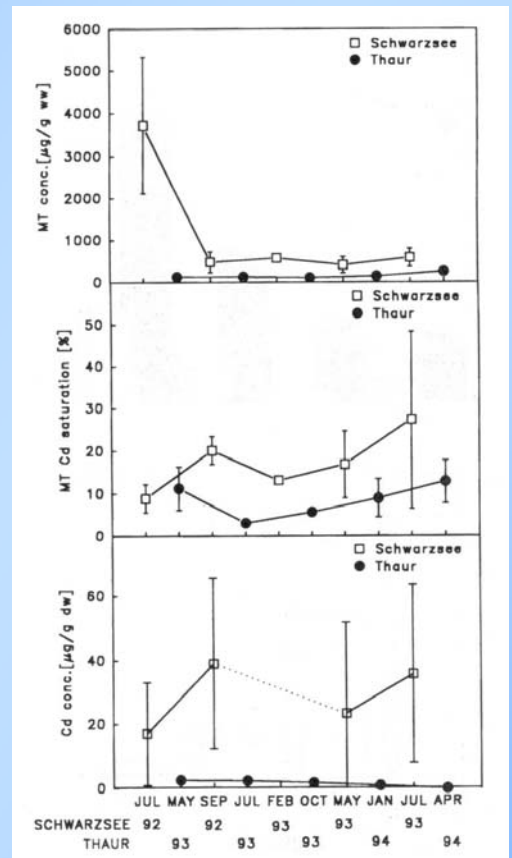 6000
Schwarzsee
Thaur
5000
4000
3000
2000
1000
0
MT conc.[µg/g ww]
Schwarzsee
Thaur
50
40
30
20
10
0
MT Cd saturation [%]
Schwarzsee
Thaur
60
40
20
0
Cd conc.[µg/g dw]
JUL MAY SEP JUL FEB OCT MAY JAN JUL APR
SCHWARZSEE 92 92 93 93 93
THAUR 93 93 93 94 94